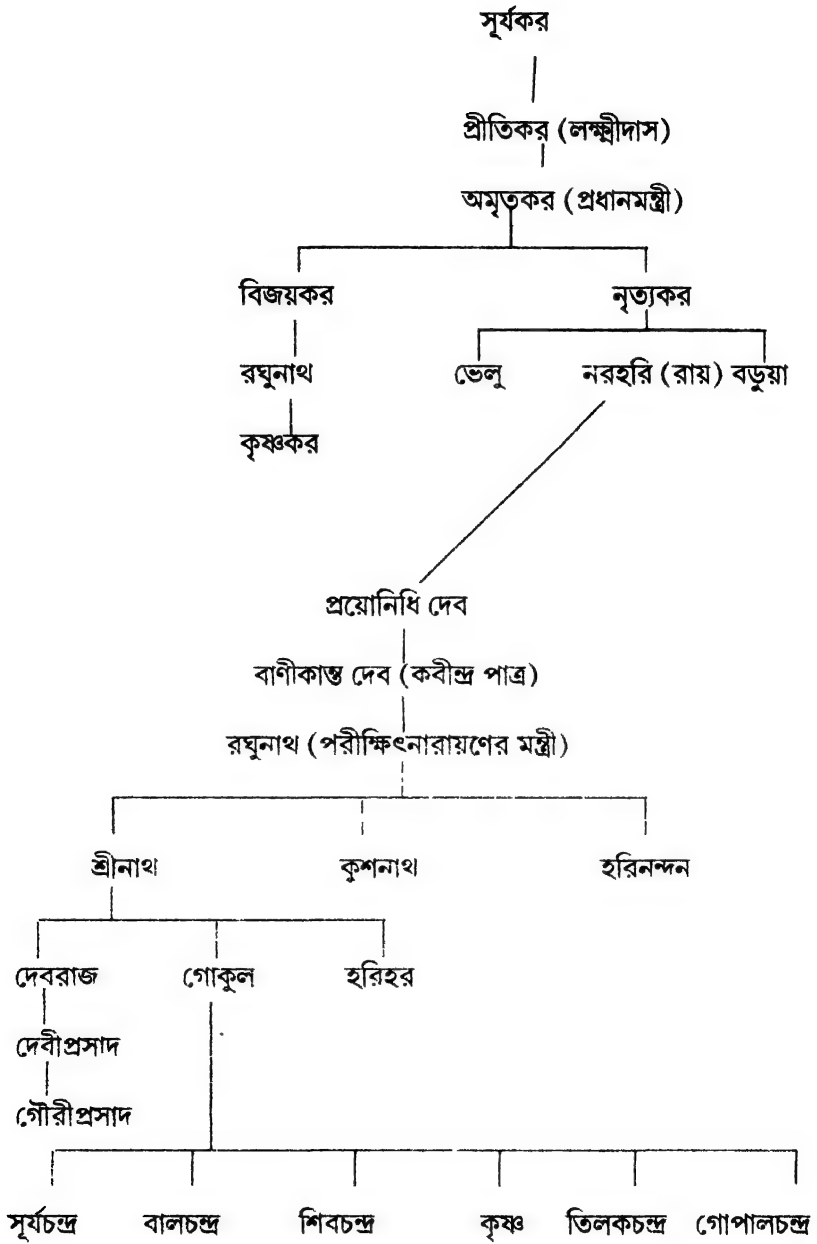 সূর্যকর
প্রীতিকর (লক্ষ্মীদাস)
অমৃতকর (প্রধানমন্ত্রী)
বিজয়কর নৃত্যকর
রঘুনাথ ভেলু নরহরি (রায়) বড়ুয়া
কৃষ্ণকর
প্রয়োনিধি দেব
বাণীকান্ত দেব (কবীন্দ্র পাত্র)
রঘুনাথ (পরীক্ষিৎনারায়ণের মন্ত্রী)
শ্রীনাথ কুশনাথ হরিনন্দন
দেবরাজ গোকুল হরিহর
দেবীপ্রসাদ
গৌরীপ্রসাদ
সূর্যচন্দ্র বালচন্দ্র শিবচন্দ্র কৃষ্ণ তিলকচন্দ্র গোপালচন্দ্র